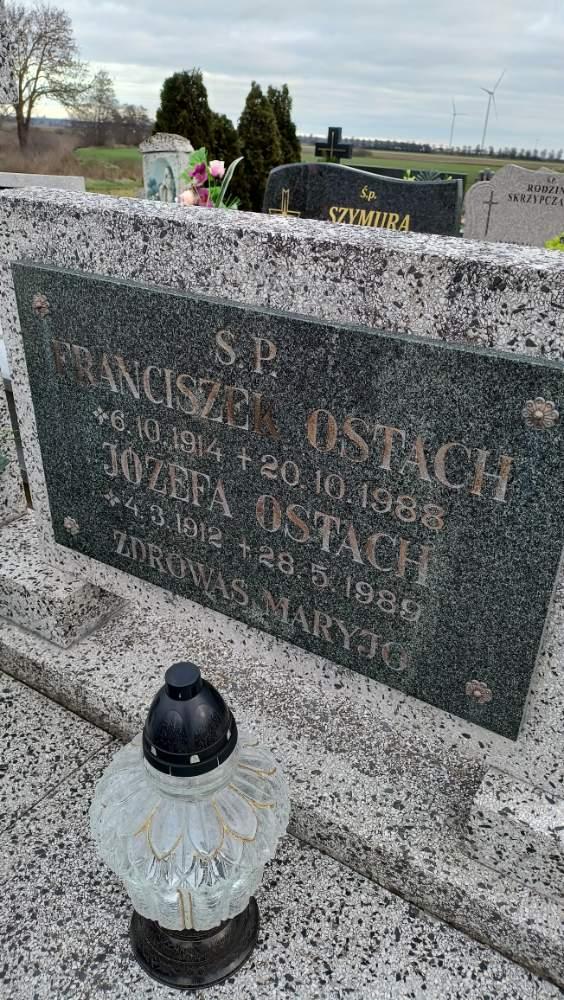 Ś.p.
SZYMURA
Ś.P.
RODZIN
SKRZYPCZA
Ś.P.
FRANCISZEK OSTACH
*6.10.1914 +20.10.1988
JÓZEFA OSTACH
*4.3.1912 +28.5.1989
ZDROWAŚ MARYJO